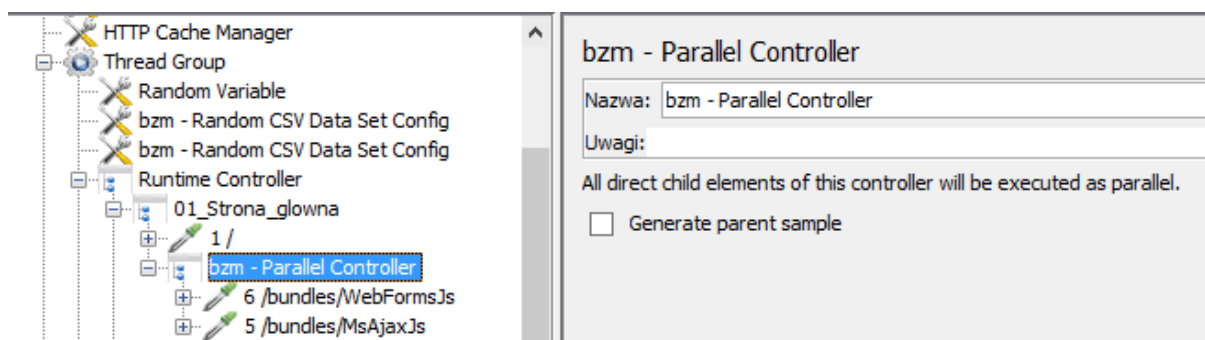 HTTP Cache Manager
Thread Group
Random Variable
bzm - Random CSV Data Set Config
bzm - Random CSV Data Set Config
Runtime Controller
01_Strona_glowna
1 /
bzm - Parallel Controller
6 /bundles/WebFormsJs
5 /bundles/MsAjaxJs
bzm - Parallel Controller
Nazwa: bzm - Parallel Controller
Uwagi:
All direct child elements of this controller will be executed as parallel.
Generate parent sample